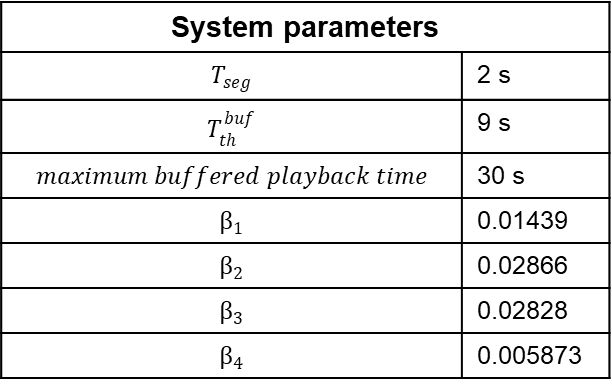 System parameters
T_seg 2 s
T_th^buf 9 s
maximum buffered playback time 30 s
β₁ 0.01439
β₂ 0.02866
β₃ 0.02828
β₄ 0.005873